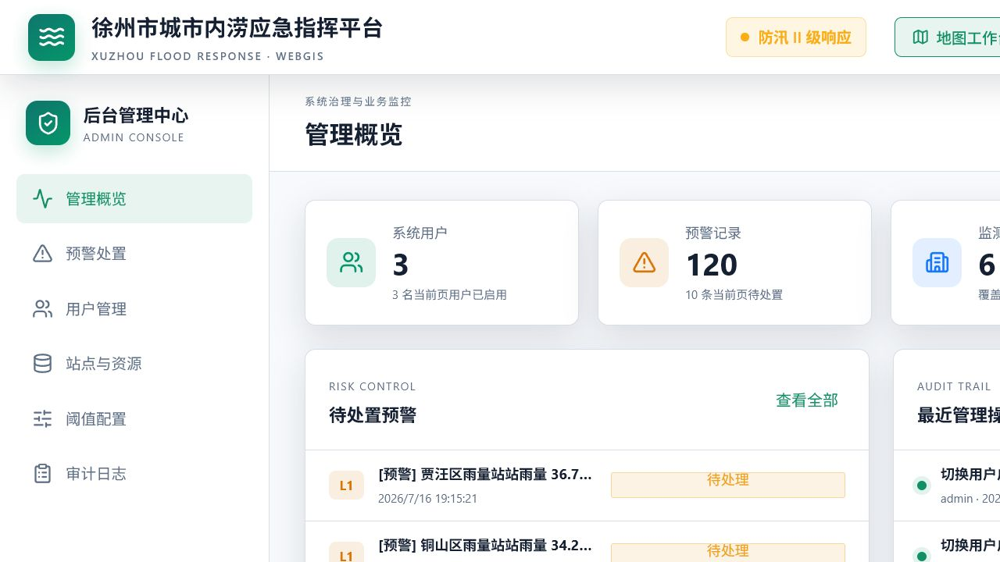 徐州市城市内涝应急指挥平台
XUZHOU FLOOD RESPONSE · WEBGIS
防汛 II 级响应
地图工作
后台管理中心
ADMIN CONSOLE
管理概览
预警处置
用户管理
站点与资源
阈值配置
审计日志
系统治理与业务监控
管理概览
系统用户
3
3 名当前页用户已启用
预警记录
120
10 条当前页待处置
监测
6
覆盖
RISK CONTROL
待处置预警
查看全部
L1
[预警] 贾汪区雨量站站雨量 36.7...
2026/7/16 19:15:21
待处理
L1
[预警] 铜山区雨量站站雨量 34.2...
待处理
AUDIT TRAIL
最近管理操
切换用户
admin · 202
切换用户